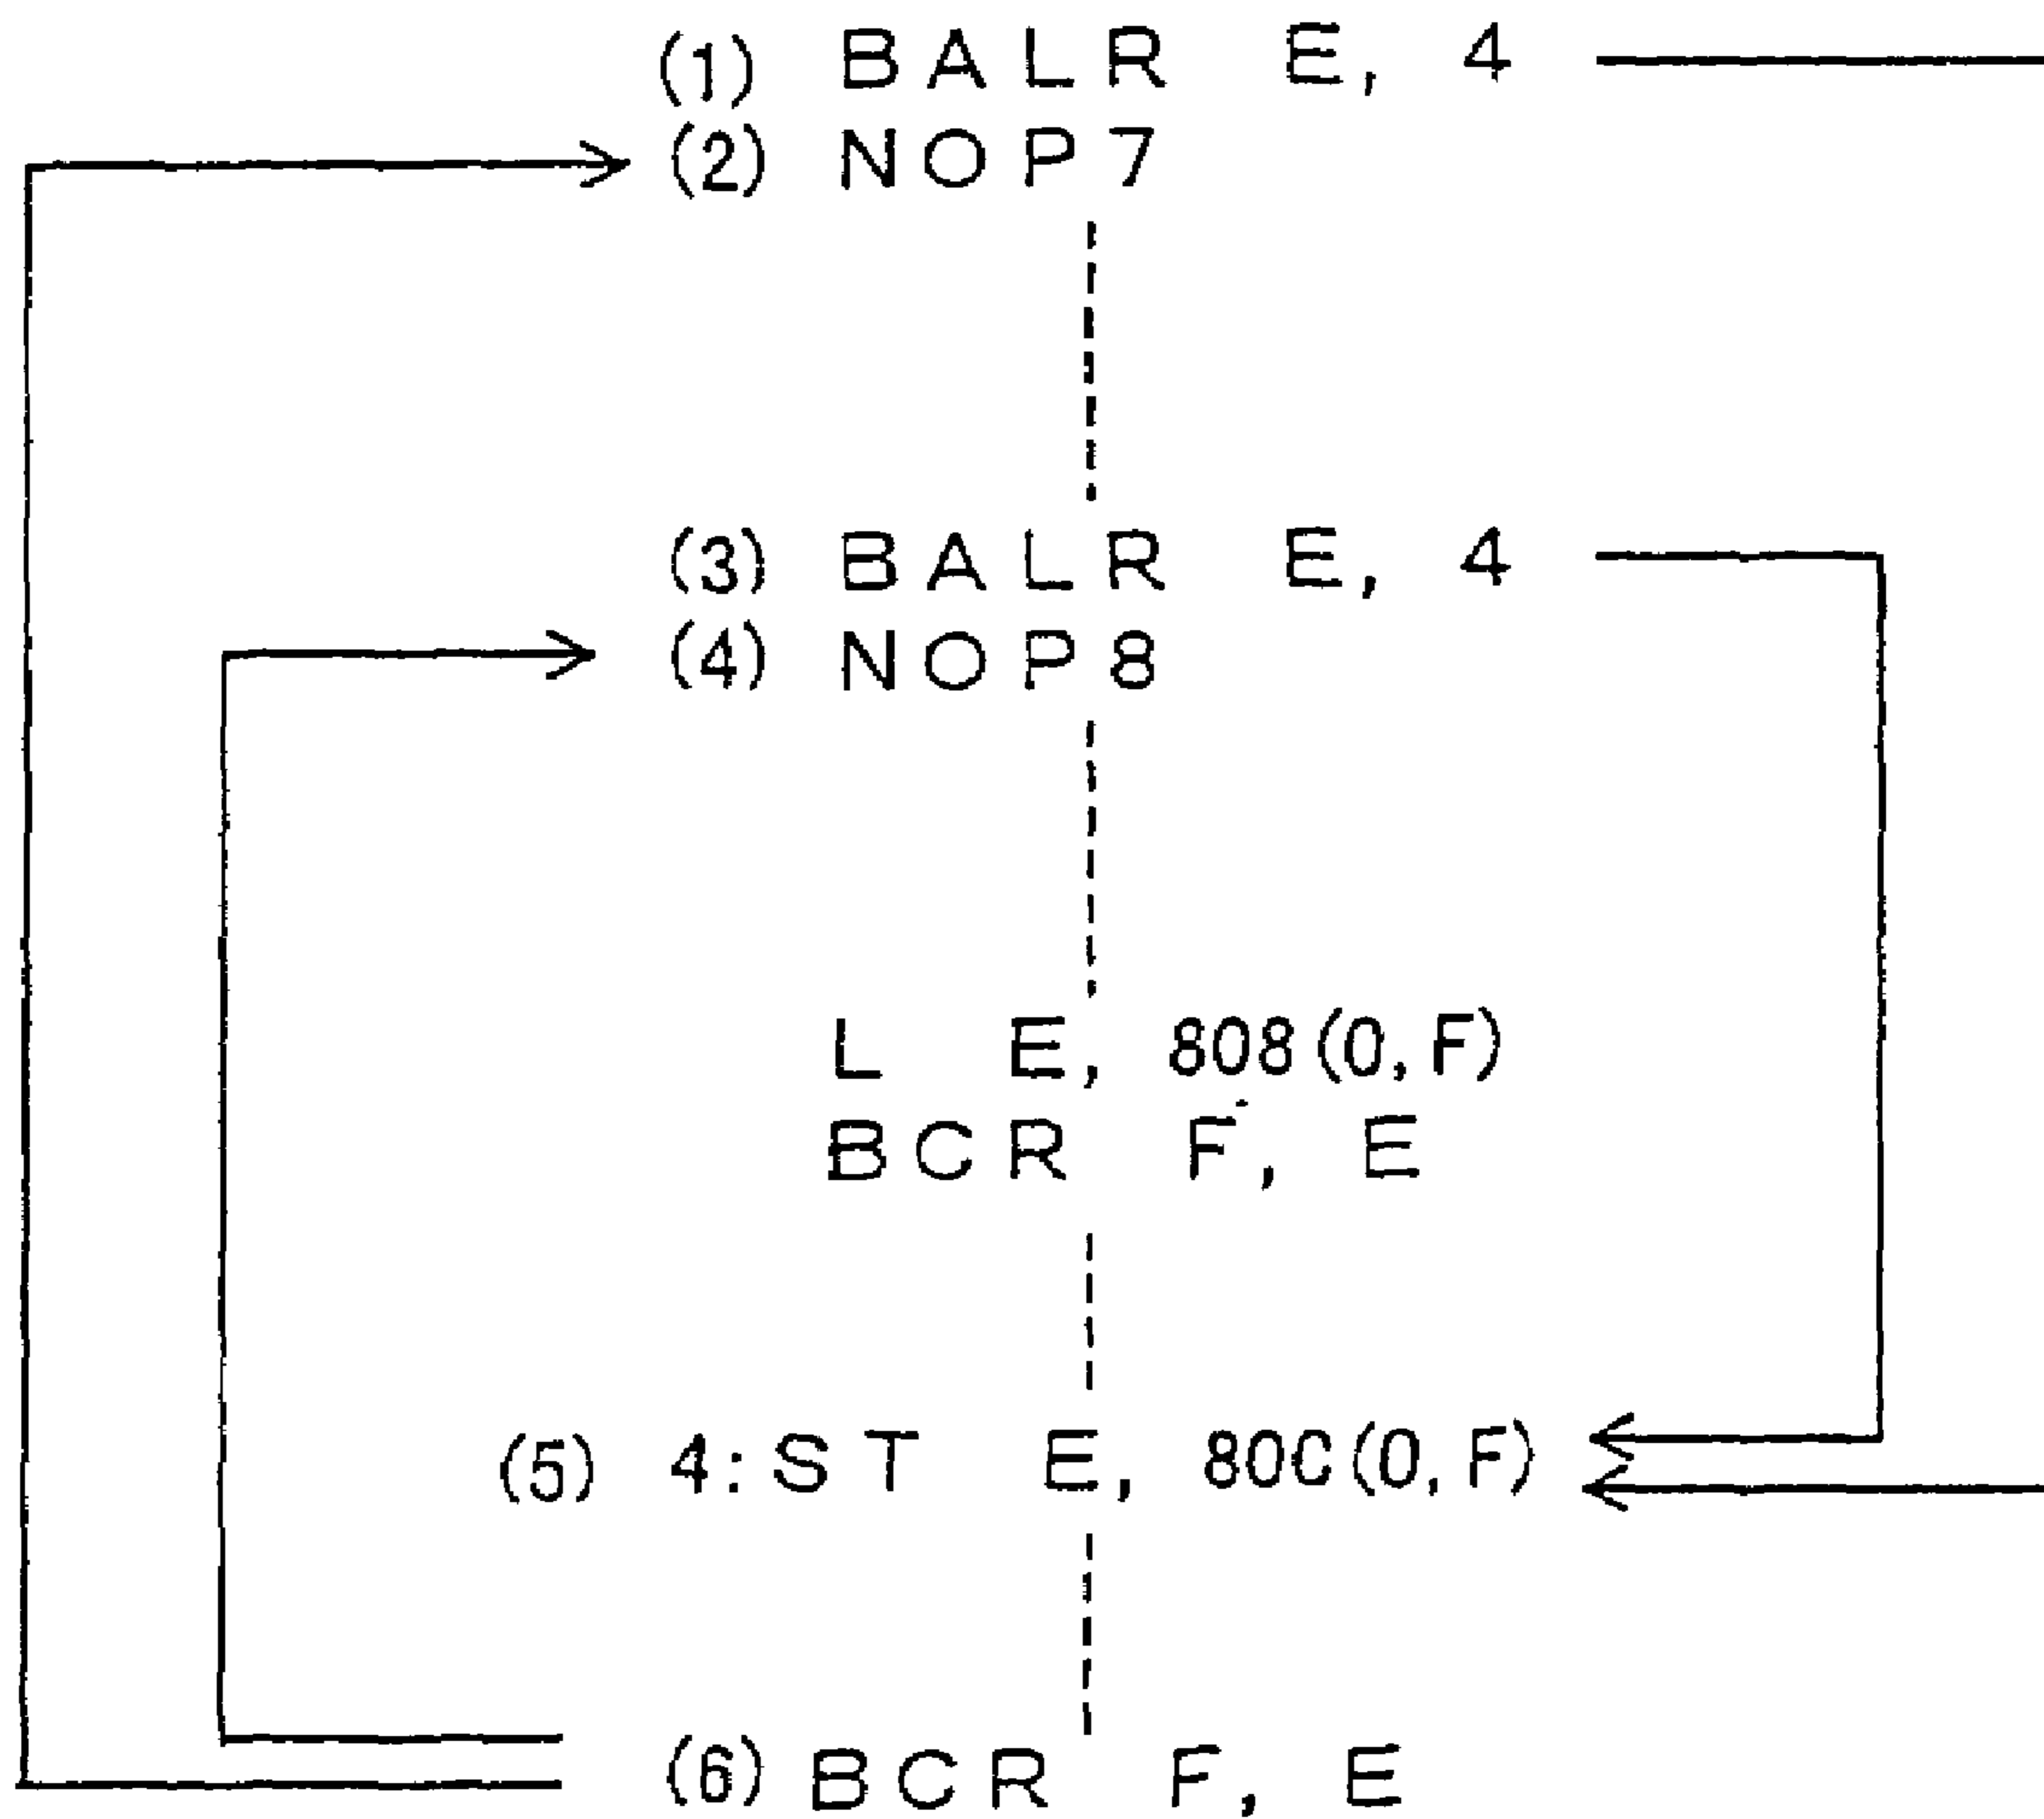 (1) BALR E, 4
(2) NOP7
(3) BALR E, 4
(4) NOP8
L E, 808(0,F)
BCR F, E
(5) 4:ST E, 80C(0,F)
(6) BCR F, E